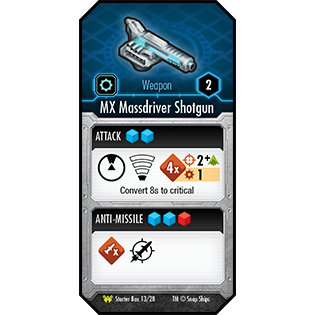 Weapon
2
MX Massdriver Shotgun
ATTACK
4x
2+
1
Convert 8s to critical
ANTI-MISSILE
x
Starter Box 13/28 TM © Snap Ships